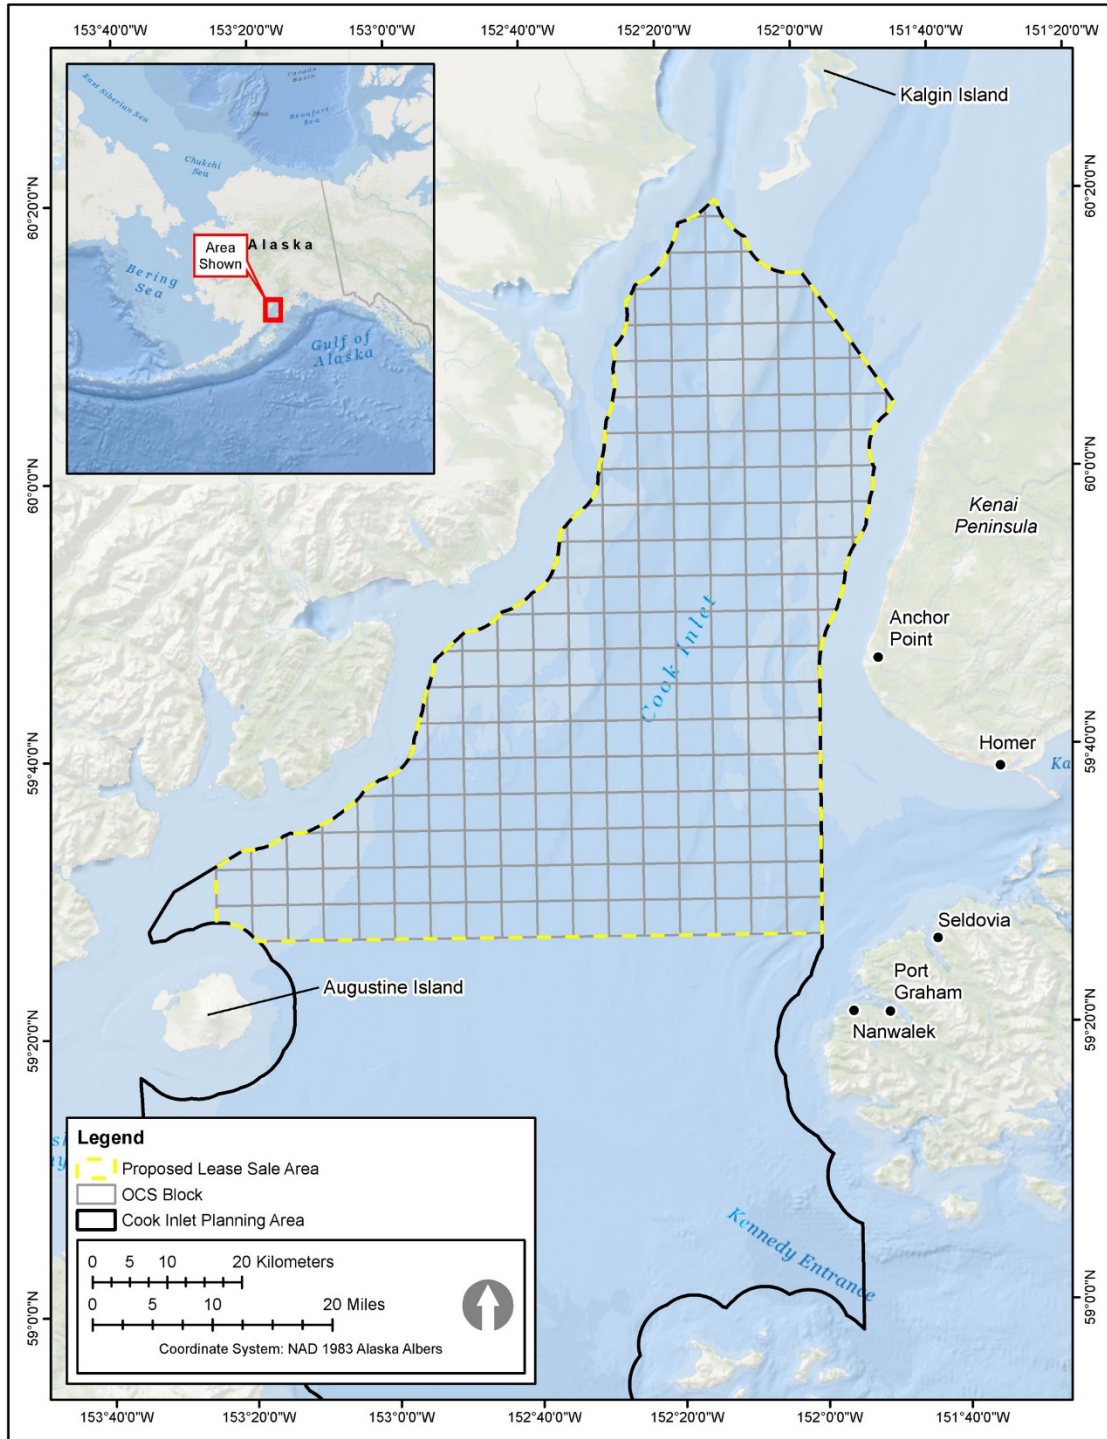 153°40'0"W
153°20'0"W
153°0'0"W
152°40'0"W
152°20'0"W
152°0'0"W
151°40'0"W
151°20'0"W
Canada
Basin
East Siberian Sea
Beaufort
Sea
Chukchi
Sea
Area
Shown
Alaska
Bering
Sea
Gulf of
Alaska
Kalgin Island
60°20'0"N
60°20'0"N
60°0'0"N
60°0'0"N
Kenai
Peninsula
Cook Inlet
Anchor
Point
Homer
Ka
59°40'0"N
59°40'0"N
Seldovia
Port
Graham
Nanwalek
Augustine Island
59°20'0"N
59°20'0"N
Kennedy Entrance
59°0'0"N
59°0'0"N
Legend
Proposed Lease Sale Area
OCS Block
Cook Inlet Planning Area
0 5 10 20 Kilometers
0 5 10 20 Miles
Coordinate System: NAD 1983 Alaska Albers
153°40'0"W
153°20'0"W
153°0'0"W
152°40'0"W
152°20'0"W
152°0'0"W
151°40'0"W